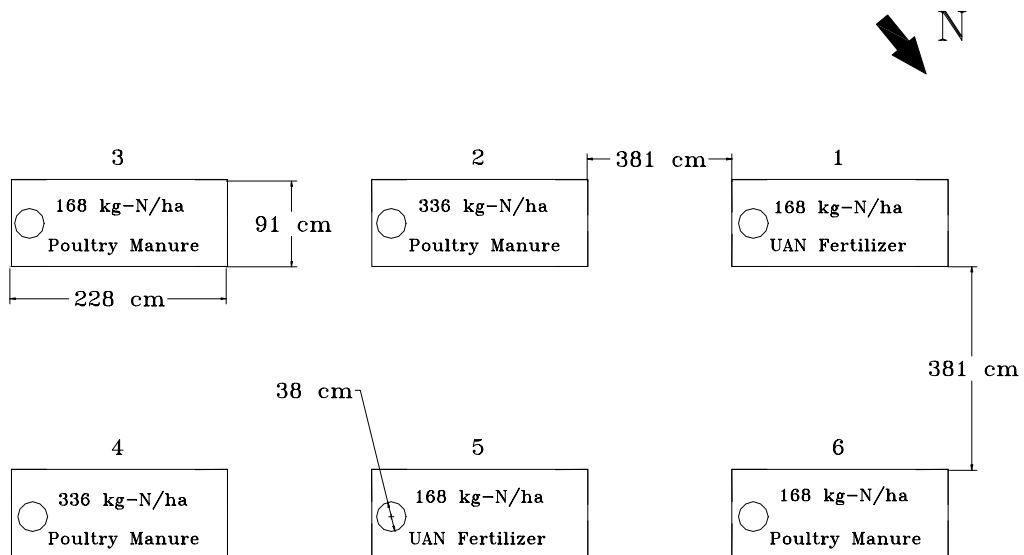 N
3 2 381 cm 1
168 kg-N/ha 336 kg-N/ha 168 kg-N/ha
91 cm
Poultry Manure Poultry Manure UAN Fertilizer
228 cm
381 cm
38 cm
4 5 6
336 kg-N/ha 168 kg-N/ha 168 kg-N/ha
Poultry Manure UAN Fertilizer Poultry Manure